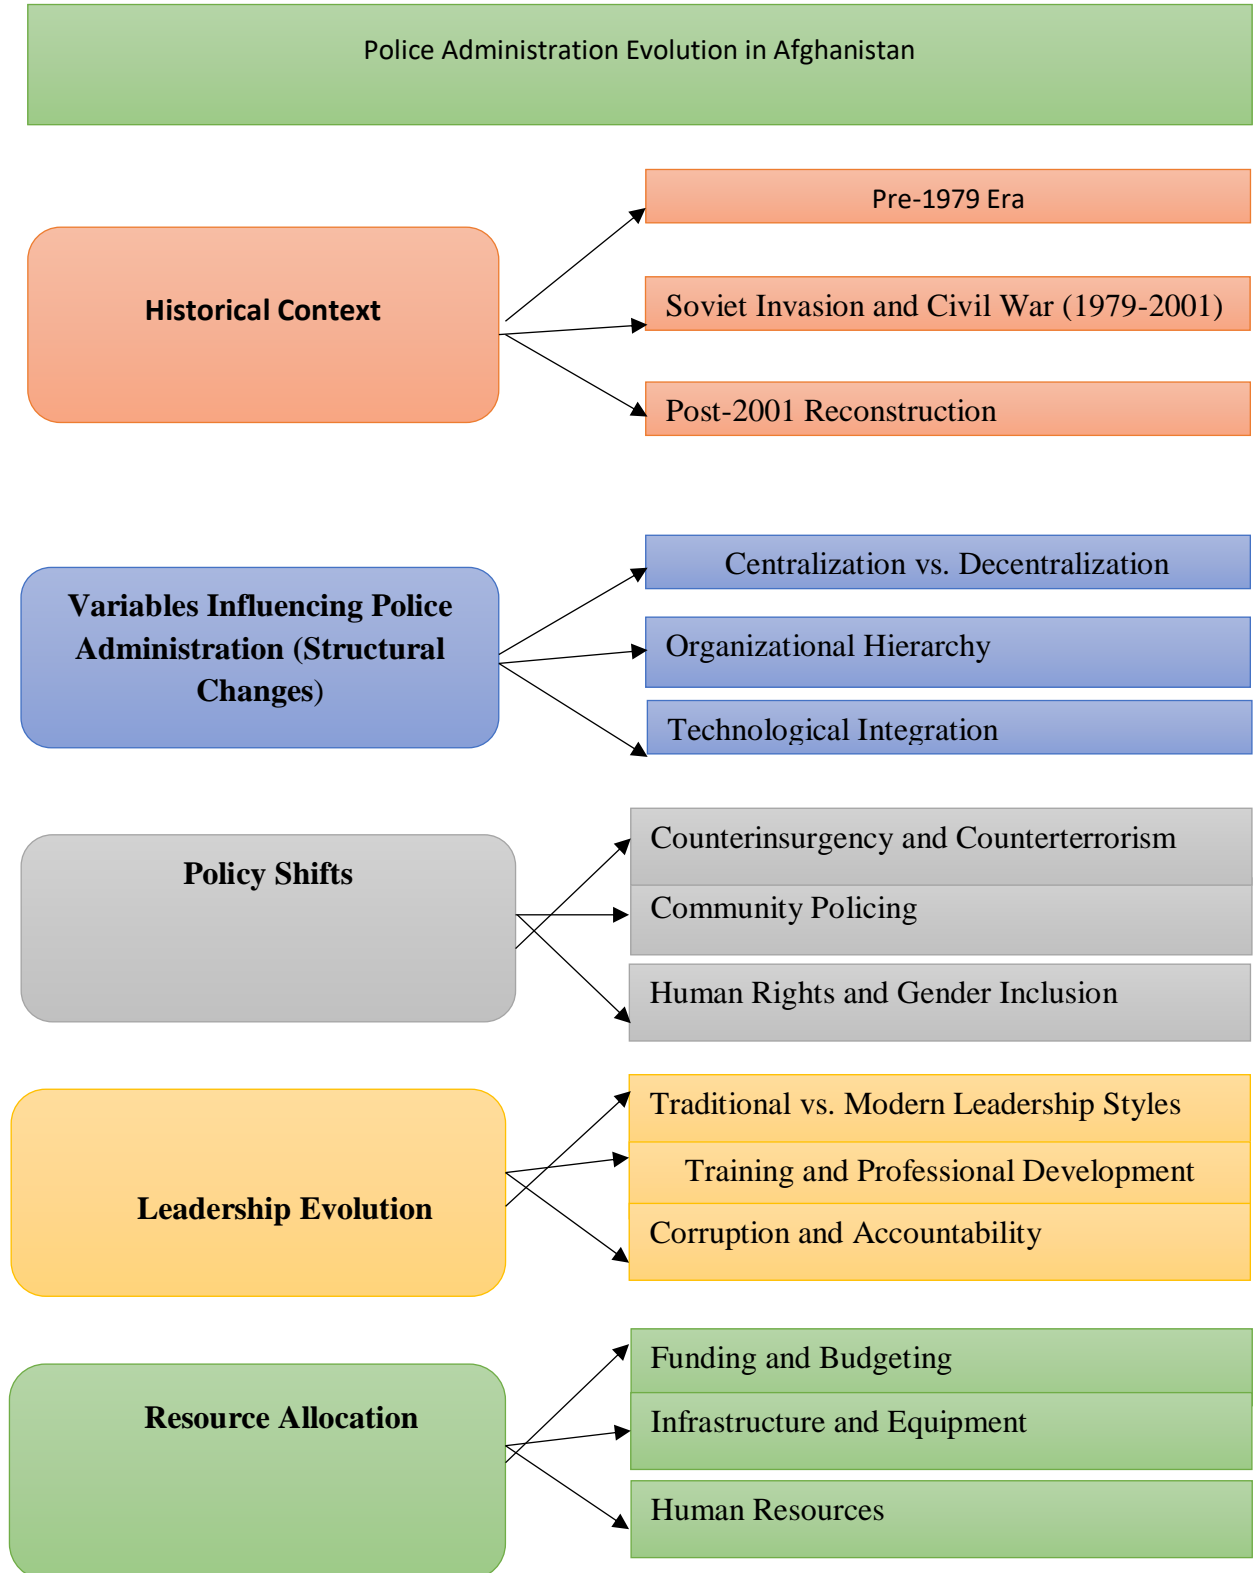 Police Administration Evolution in Afghanistan
Historical Context
Pre-1979 Era
Soviet Invasion and Civil War (1979-2001)
Post-2001 Reconstruction
Variables Influencing Police
Administration (Structural
Changes)
Centralization vs. Decentralization
Organizational Hierarchy
Technological Integration
Policy Shifts
Counterinsurgency and Counterterrorism
Community Policing
Human Rights and Gender Inclusion
Leadership Evolution
Traditional vs. Modern Leadership Styles
Training and Professional Development
Corruption and Accountability
Resource Allocation
Funding and Budgeting
Infrastructure and Equipment
Human Resources